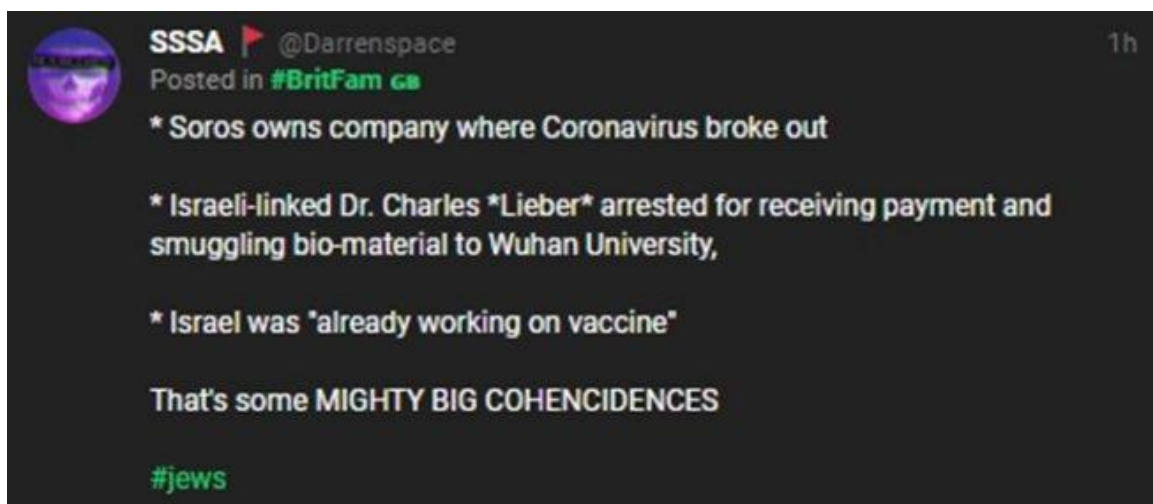 SSSA 🚩 @Darrenspace 1h
Posted in #BritFam GB
* Soros owns company where Coronavirus broke out
* Israeli-linked Dr. Charles *Lieber* arrested for receiving payment and
smuggling bio-material to Wuhan University,
* Israel was "already working on vaccine"
That's some MIGHTY BIG COHENCIDENCES
#jews